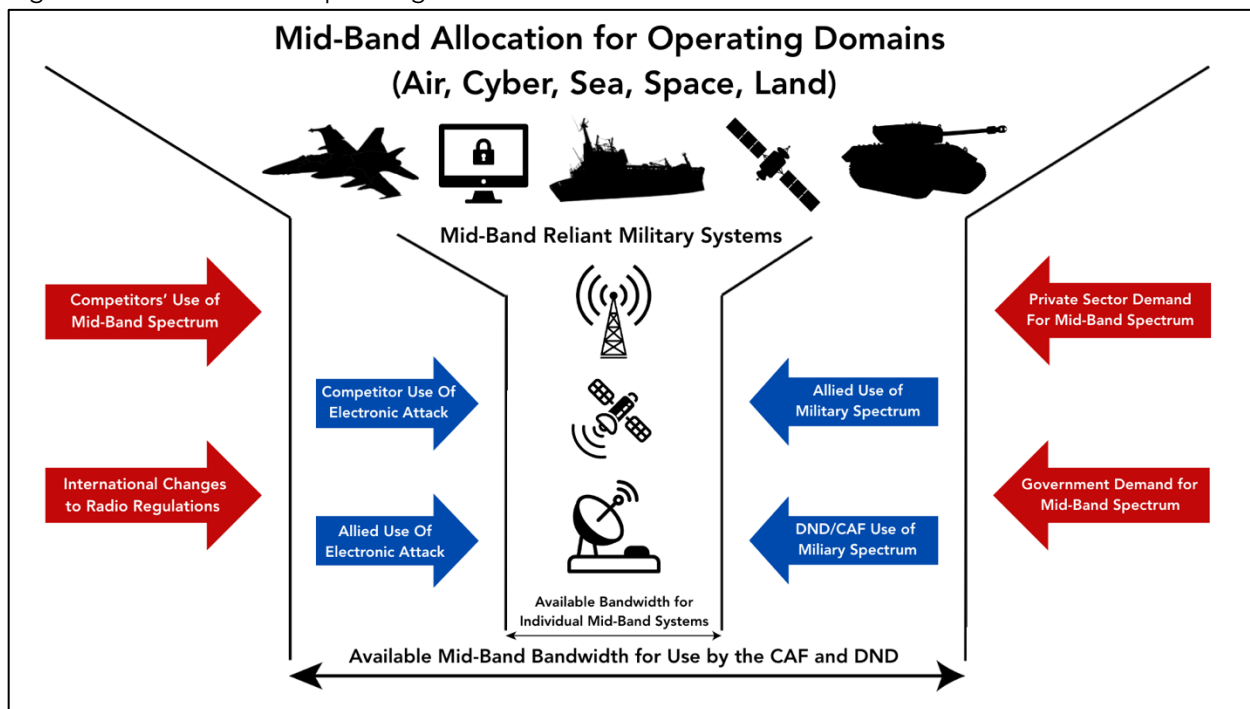 Mid-Band Allocation for Operating Domains
(Air, Cyber, Sea, Space, Land)
Mid-Band Reliant Military Systems
Competitors' Use of
Mid-Band Spectrum
International Changes
to Radio Regulations
Competitor Use Of
Electronic Attack
Allied Use Of
Electronic Attack
Allied Use of
Military Spectrum
DND/CAF Use of
Miliary Spectrum
Private Sector Demand
For Mid-Band Spectrum
Government Demand for
Mid-Band Spectrum
Available Bandwidth for
Individual Mid-Band Systems
Available Mid-Band Bandwidth for Use by the CAF and DND